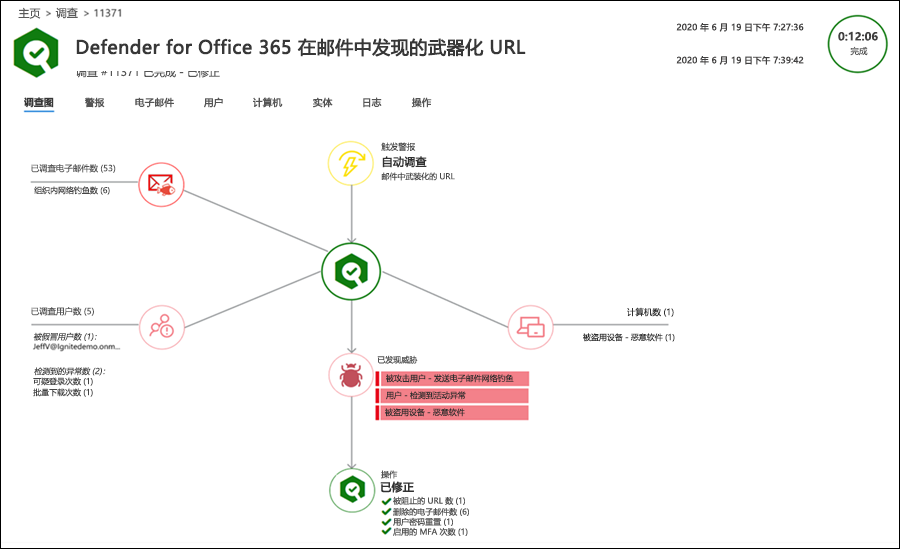 主页 > 调查 > 11371
Defender for Office 365 在邮件中发现的武器化 URL
调查 #11371 已完成 - 已修正
2020 年 6 月 19 日下午 7:27:36
2020 年 6 月 19 日下午 7:39:42
0:12:06
完成
调查图 警报 电子邮件 用户 计算机 实体 日志 操作
触发警报
自动调查
邮件中武装化的 URL
已调查电子邮件数 (53)
组织内网络钓鱼数 (6)
已调查用户数 (5)
被假冒用户数 (1):
JeffV@Ignitedemo.onm...
检测到的异常数 (2):
可疑登录次数 (1)
批量下载次数 (1)
计算机数 (1)
被盗用设备 - 恶意软件 (1)
已发现威胁
被攻击用户 - 发送电子邮件网络钓鱼
用户 - 检测到活动异常
被盗用设备 - 恶意软件
操作
已修正
被阻止的 URL 数 (1)
删除的电子邮件数 (6)
用户密码重置 (1)
启用的 MFA 次数 (1)